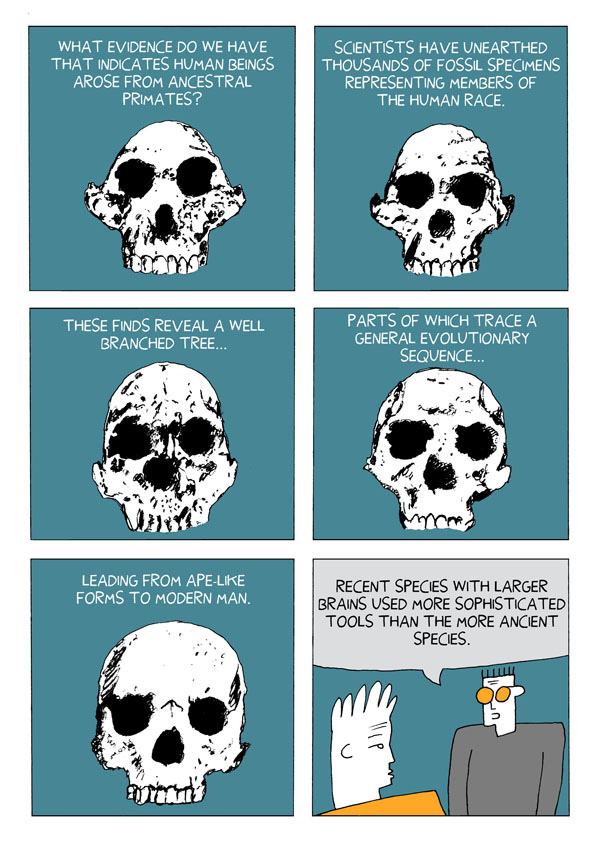 WHAT EVIDENCE DO WE HAVE
THAT INDICATES HUMAN BEINGS
AROSE FROM ANCESTRAL
PRIMATES?
SCIENTISTS HAVE UNEARTHED
THOUSANDS OF FOSSIL SPECIMENS
REPRESENTING MEMBERS OF
THE HUMAN RACE.
THESE FINDS REVEAL A WELL
BRANCHED TREE...
PARTS OF WHICH TRACE A
GENERAL EVOLUTIONARY
SEQUENCE...
LEADING FROM APE-LIKE
FORMS TO MODERN MAN.
RECENT SPECIES WITH LARGER
BRAINS USED MORE SOPHISTICATED
TOOLS THAN THE MORE ANCIENT
SPECIES.